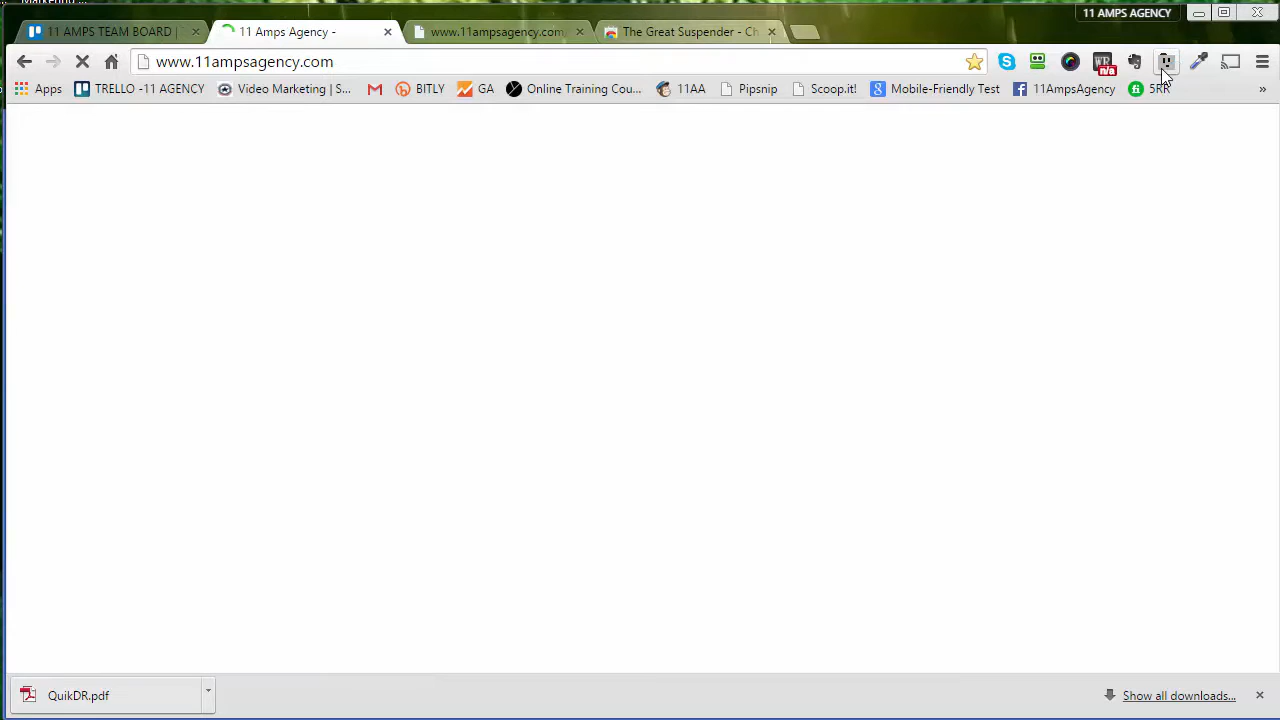 11 AMPS AGENCY
11 AMPS TEAM BOARD |
11 Amps Agency -
www.11ampsagency.com
The Great Suspender - Ch
www.11ampsagency.com
WR
n/a
Apps
TRELLO -11 AGENCY
Video Marketing | S...
BITLY
GA
Online Training Cou...
11AA
Pipsnip
Scoop.it!
Mobile-Friendly Test
11AmpsAgency
5RR
»
QuikDR.pdf
Show all downloads...